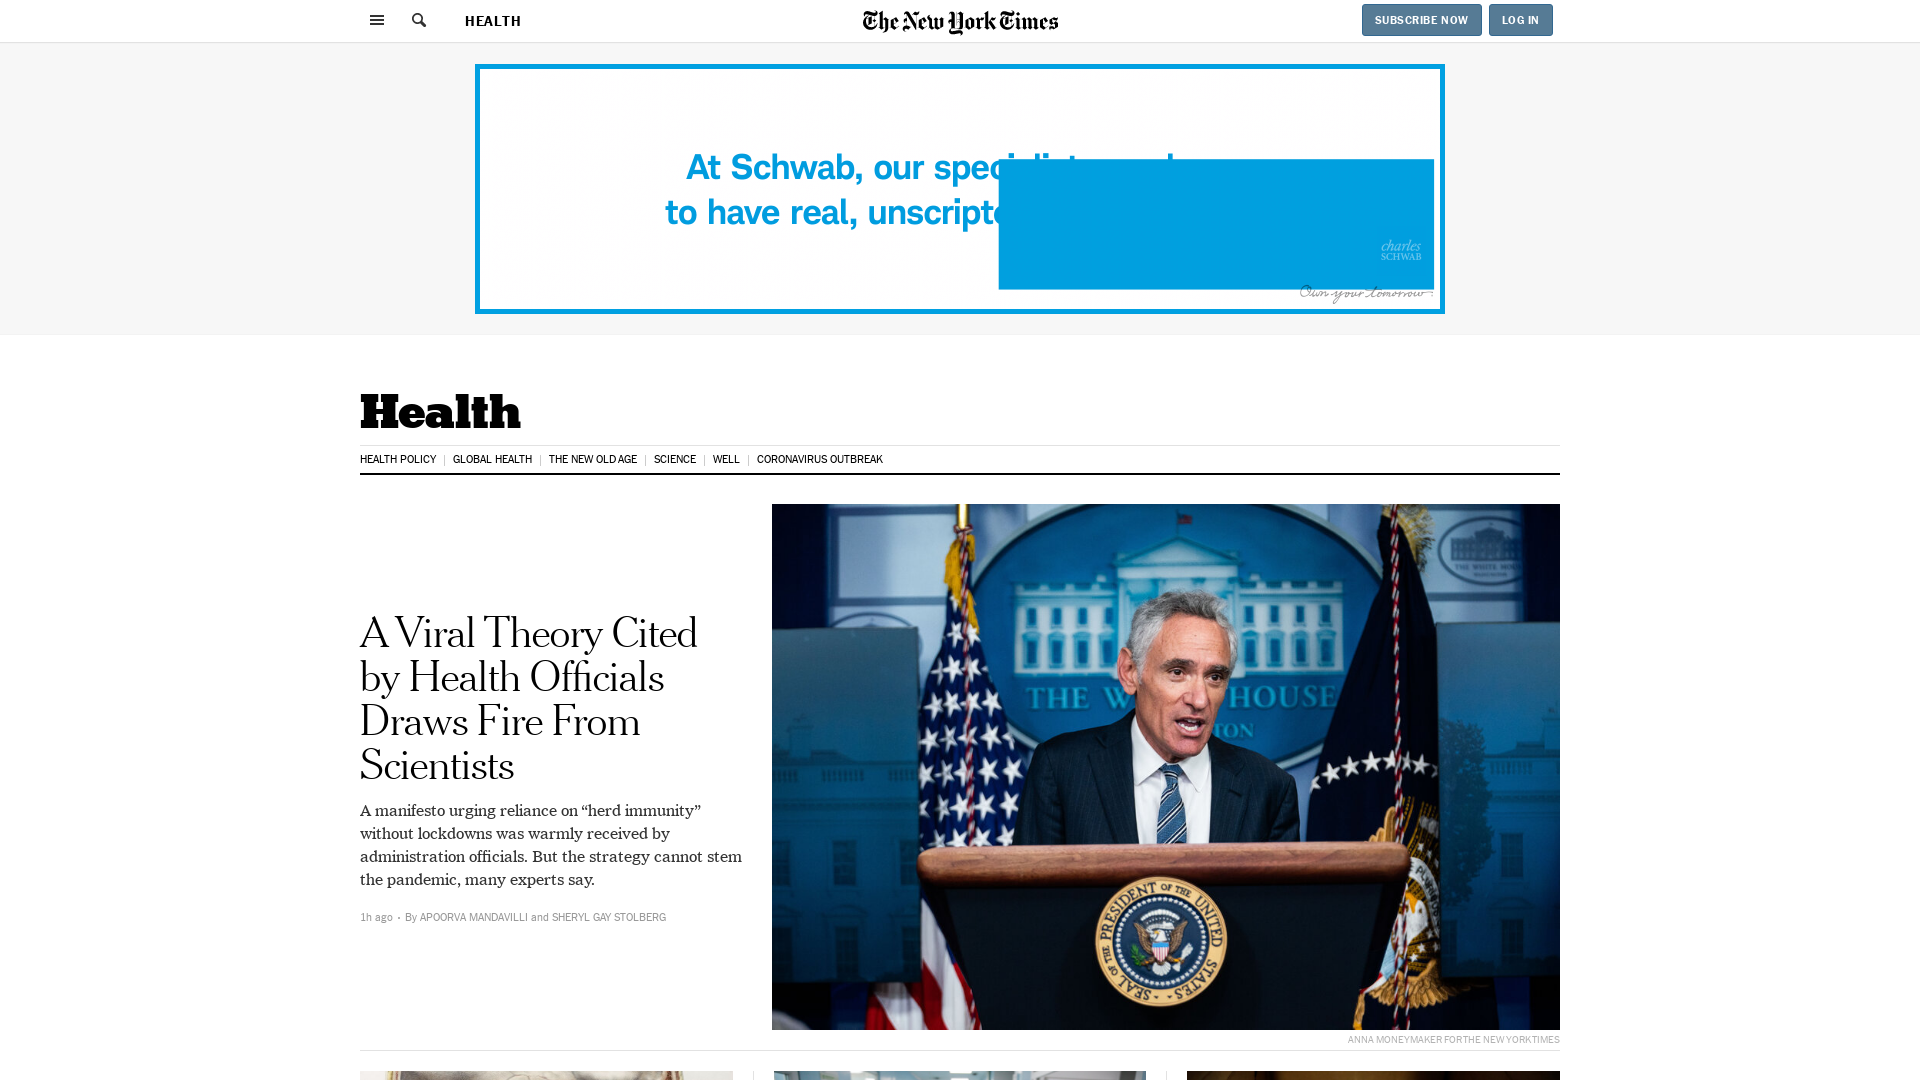 HEALTH
The New York Times
SUBSCRIBE NOW
LOG IN
At Schwab, our
to have real,
charles
SCHWAB
Own your tomorrow
Health
HEALTH POLICY
GLOBAL HEALTH
THE NEW OLD AGE
SCIENCE
WELL
CORONAVIRUS OUTBREAK
A Viral Theory Cited
by Health Officials
Draws Fire From
Scientists
A manifesto urging reliance on “herd immunity”
without lockdowns was warmly received by
administration officials. But the strategy cannot stem
the pandemic, many experts say.
1h ago • By APOORVA MANDAVILLI and SHERYL GAY STOLBERG
THE WHITE HOUSE
WASHINGTON
THE HOUSE
SEAL OF THE PRESIDENT OF THE UNITED STATES
ANNA MONEYMAKER FOR THE NEW YORK TIMES